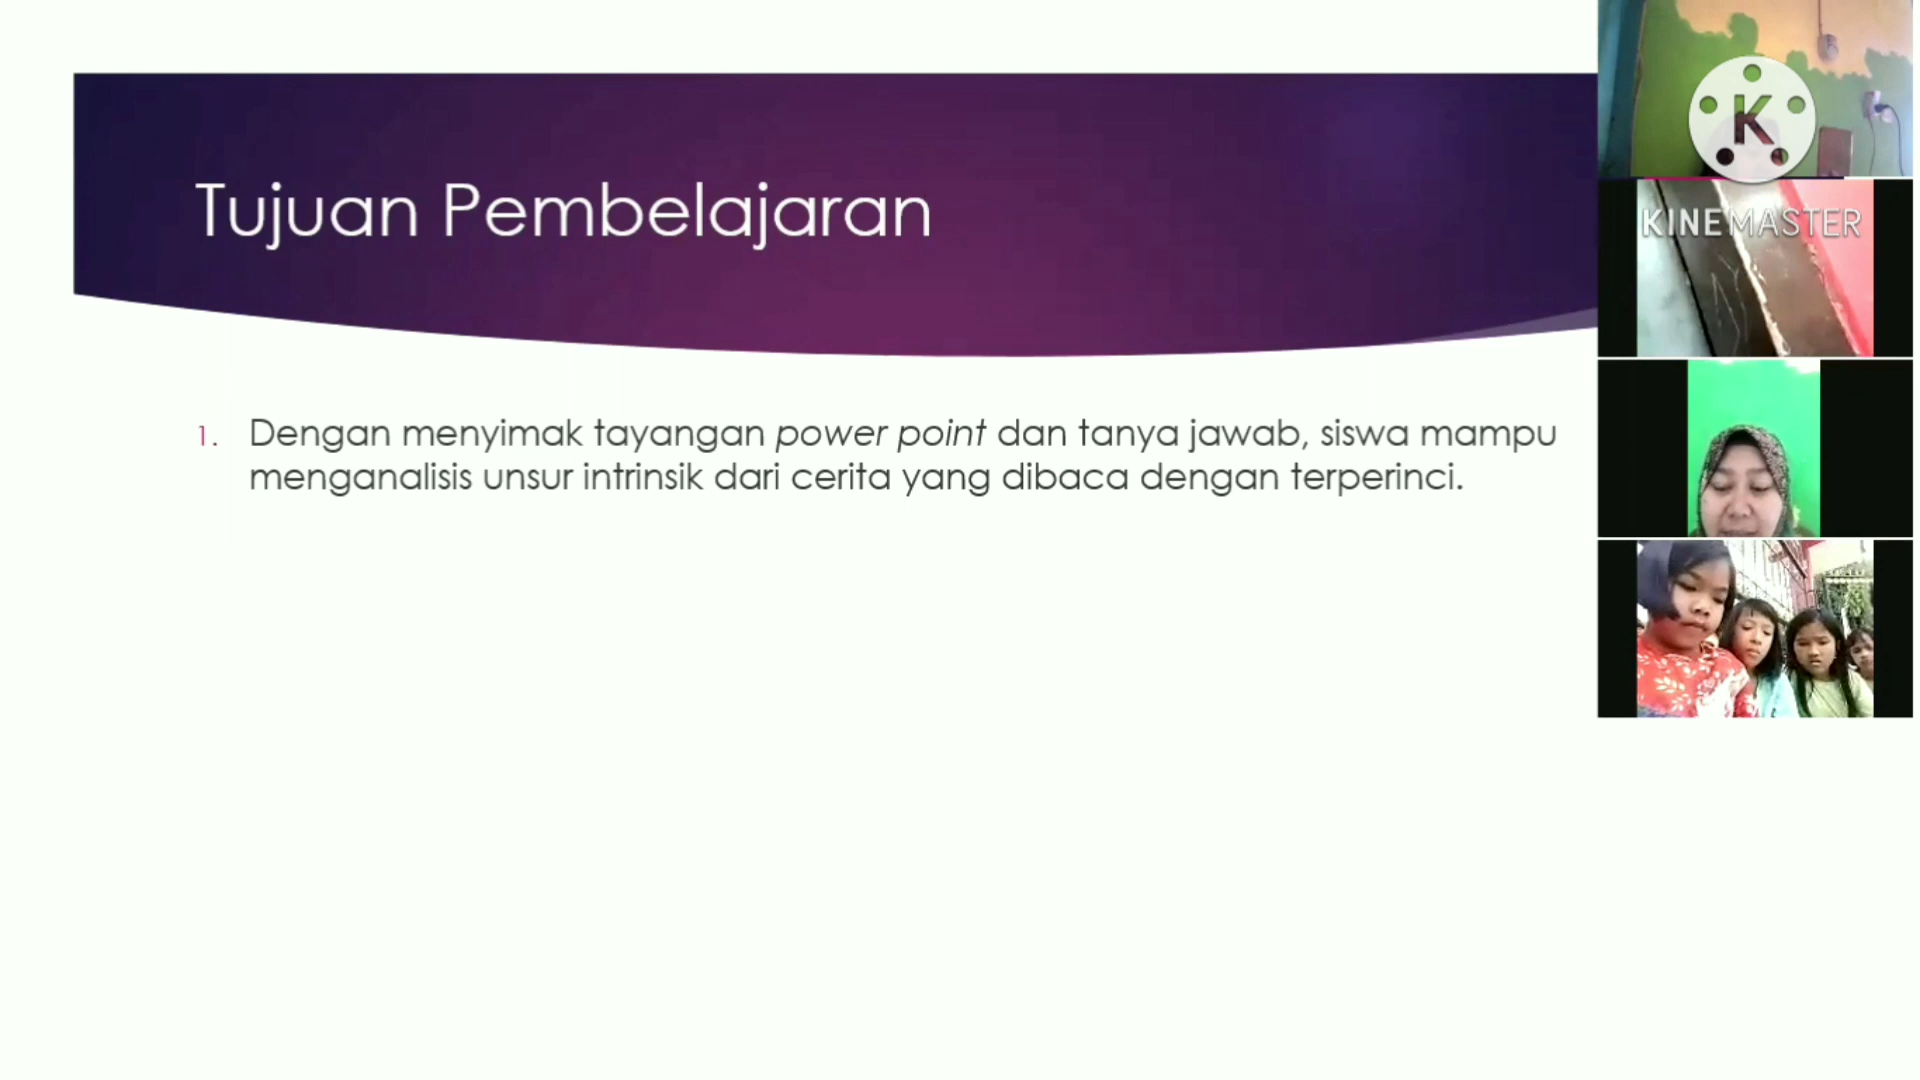 Tujuan Pembelajaran
1. Dengan menyimak tayangan power point dan tanya jawab, siswa mampu
menganalisis unsur intrinsik dari cerita yang dibaca dengan terperinci.
K
KINEMASTER